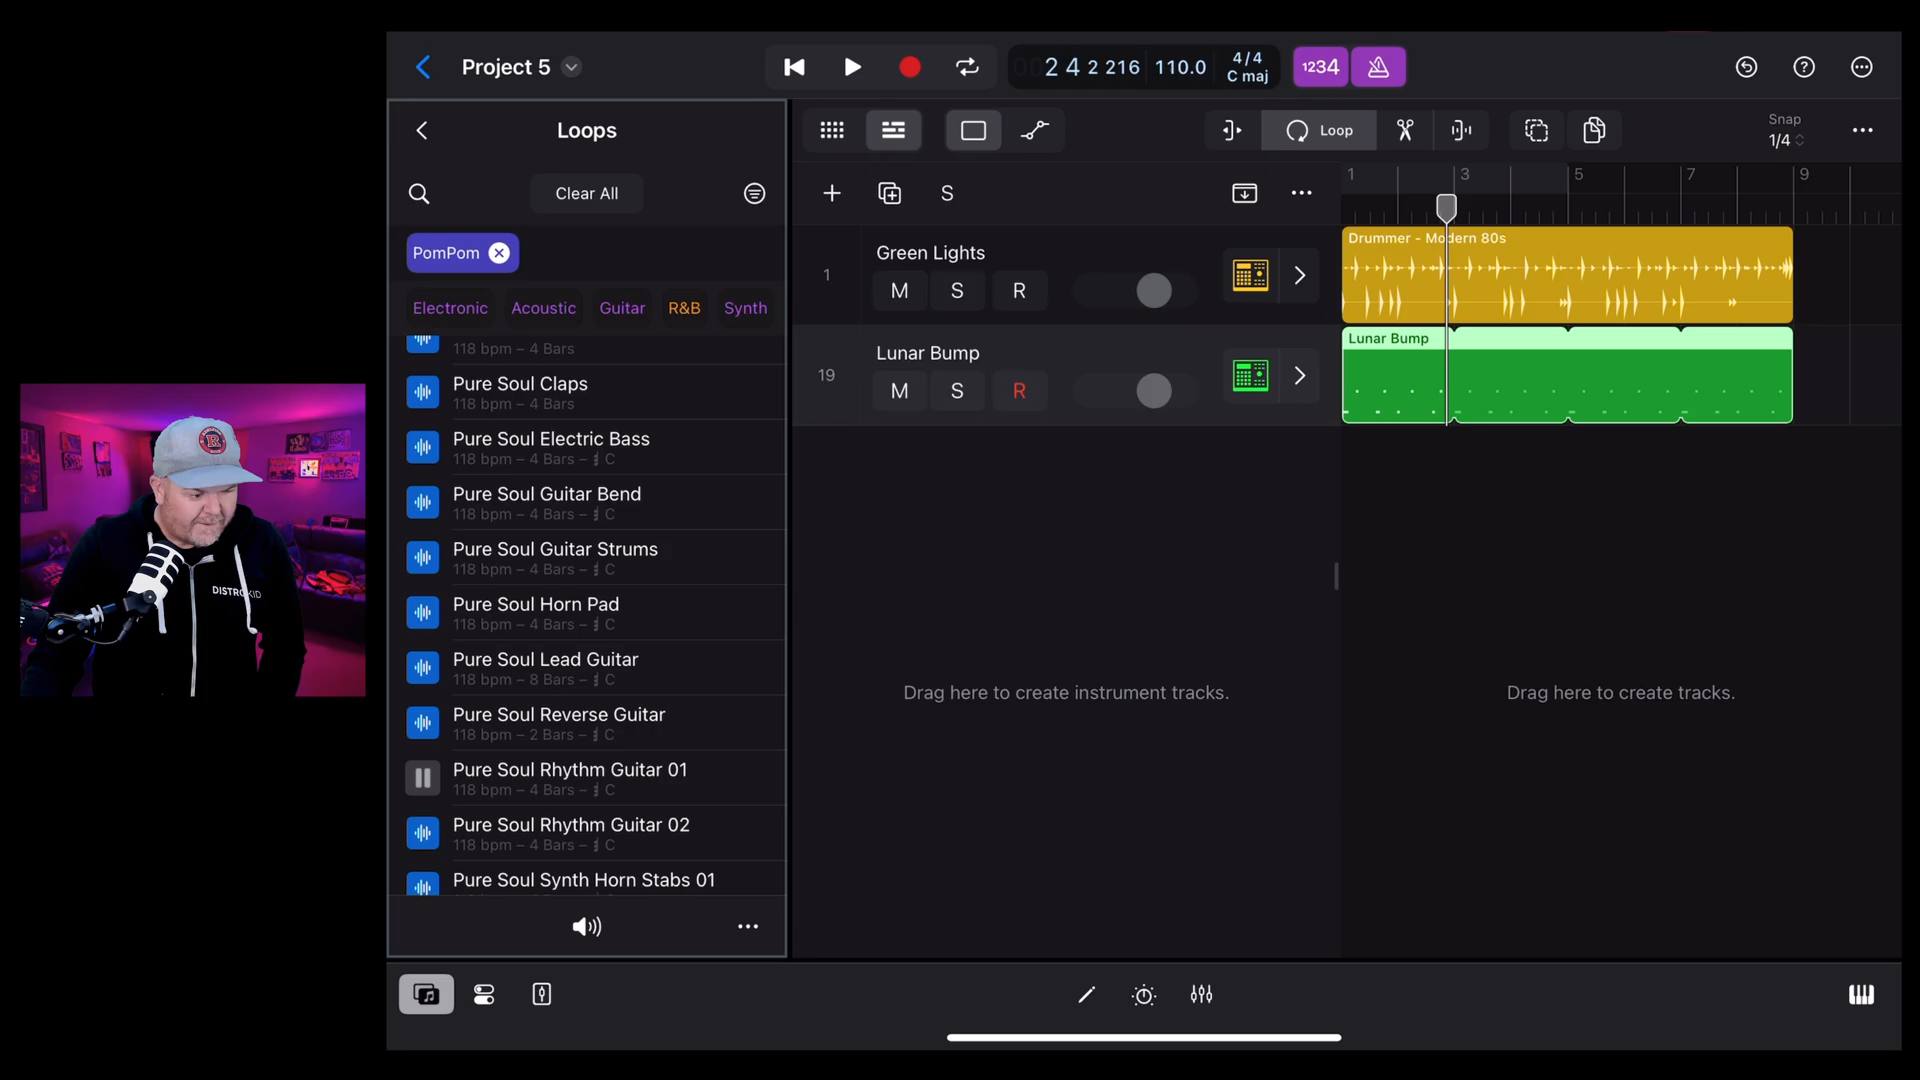 Project 5
2 4 2 216
110.0
4/4
C maj
1234
Loops
Loop
Snap
1/4
Clear All
S
1 3 5 7 9
PomPom
Electronic Acoustic Guitar R&B Synth
1
Green Lights
M S R
Drummer - Modern 80s
19
Lunar Bump
M S R
Lunar Bump
118 bpm – 4 Bars
Pure Soul Claps
118 bpm – 4 Bars
Pure Soul Electric Bass
118 bpm – 4 Bars – C
Pure Soul Guitar Bend
118 bpm – 4 Bars – C
Pure Soul Guitar Strums
118 bpm – 4 Bars – C
Pure Soul Horn Pad
118 bpm – 4 Bars – C
Pure Soul Lead Guitar
118 bpm – 8 Bars – C
Pure Soul Reverse Guitar
118 bpm – 2 Bars – C
Pure Soul Rhythm Guitar 01
118 bpm – 4 Bars – C
Pure Soul Rhythm Guitar 02
118 bpm – 4 Bars – C
Pure Soul Synth Horn Stabs 01
Drag here to create instrument tracks.
Drag here to create tracks.
R
DISTROKID